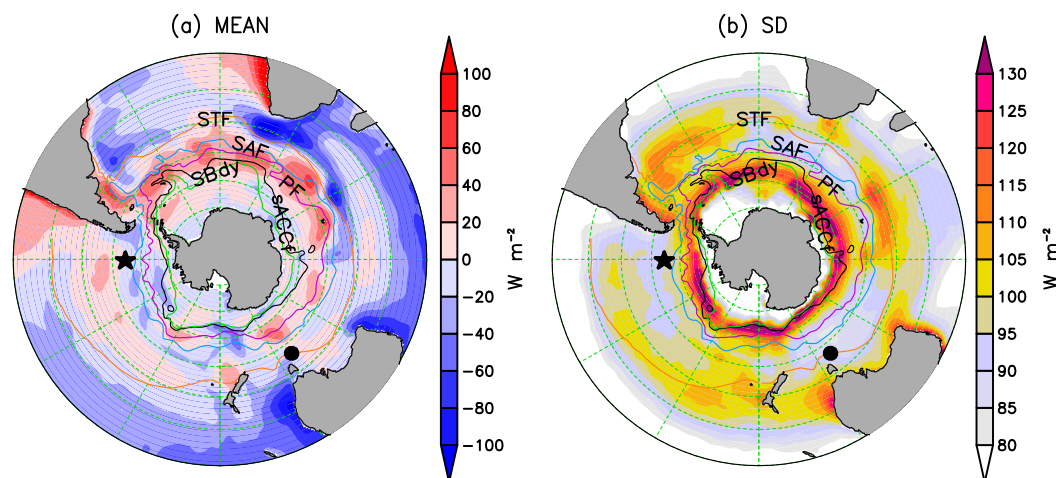 (a) MEAN
STF
SAF
SBdy
PF
sACCf
100
80
60
40
20
0
−20
−40
−60
−80
−100
W m⁻²
(b) SD
STF
SAF
SBdy
PF
sACCf
130
125
120
115
110
105
100
95
90
85
80
W m⁻²